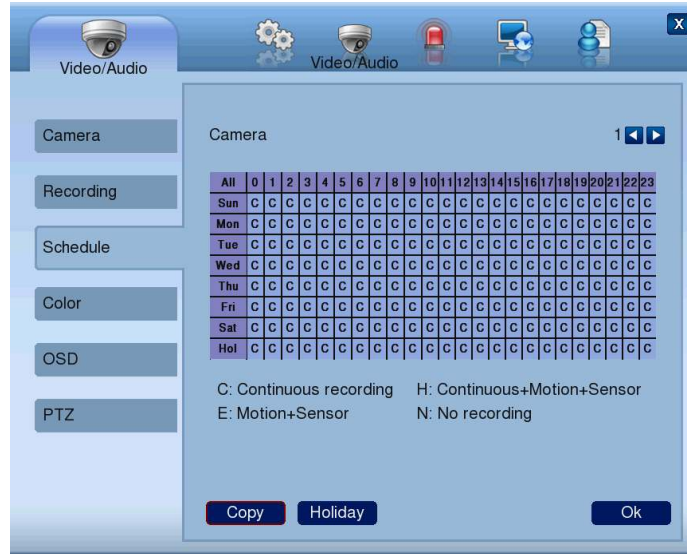 X
Video/Audio
Video/Audio
Camera
Recording
Schedule
Color
OSD
PTZ
Camera 1
All 0 1 2 3 4 5 6 7 8 9 10 11 12 13 14 15 16 17 18 19 20 21 22 23
Sun C C C C C C C C C C C C C C C C C C C C C C C C
Mon C C C C C C C C C C C C C C C C C C C C C C C C
Tue C C C C C C C C C C C C C C C C C C C C C C C C
Wed C C C C C C C C C C C C C C C C C C C C C C C C
Thu C C C C C C C C C C C C C C C C C C C C C C C C
Fri C C C C C C C C C C C C C C C C C C C C C C C C
Sat C C C C C C C C C C C C C C C C C C C C C C C C
Hol C C C C C C C C C C C C C C C C C C C C C C C C
C: Continuous recording H: Continuous+Motion+Sensor
E: Motion+Sensor N: No recording
Copy Holiday Ok